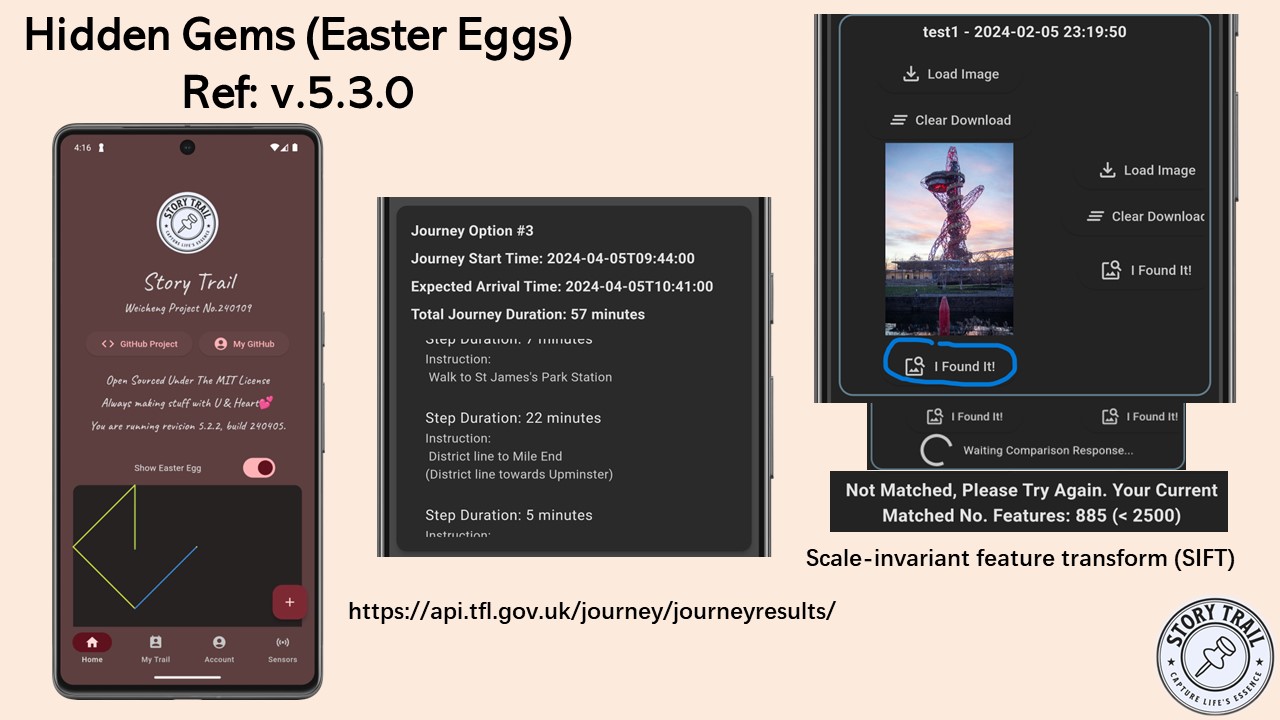 Hidden Gems (Easter Eggs)
Ref: v.5.3.0
4:16
STORY TRAIL
CAPTURE LIFE'S ESSENCE
Story Trail
Weicheng Project No.240109
GitHub Project
My GitHub
Open Sourced Under The MIT License
Always making stuff with U & Heart💕
You are running revision 5.2.2, build 240405.
Show Easter Egg
+
Home
My Trail
Account
Sensors
Journey Option #3
Journey Start Time: 2024-04-05T09:44:00
Expected Arrival Time: 2024-04-05T10:41:00
Total Journey Duration: 57 minutes
Step Duration: 7 minutes
Instruction:
Walk to St James's Park Station
Step Duration: 22 minutes
Instruction:
District line to Mile End
(District line towards Upminster)
Step Duration: 5 minutes
Instruction:
https://api.tfl.gov.uk/journey/journeyresults/
test1 - 2024-02-05 23:19:50
Load Image
Clear Download
Load Image
Clear Downloac
I Found It!
I Found It!
I Found It!
I Found It!
Waiting Comparison Response...
Not Matched, Please Try Again. Your Current
Matched No. Features: 885 (< 2500)
Scale-invariant feature transform (SIFT)
STORY TRAIL
CAPTURE LIFE'S ESSENCE